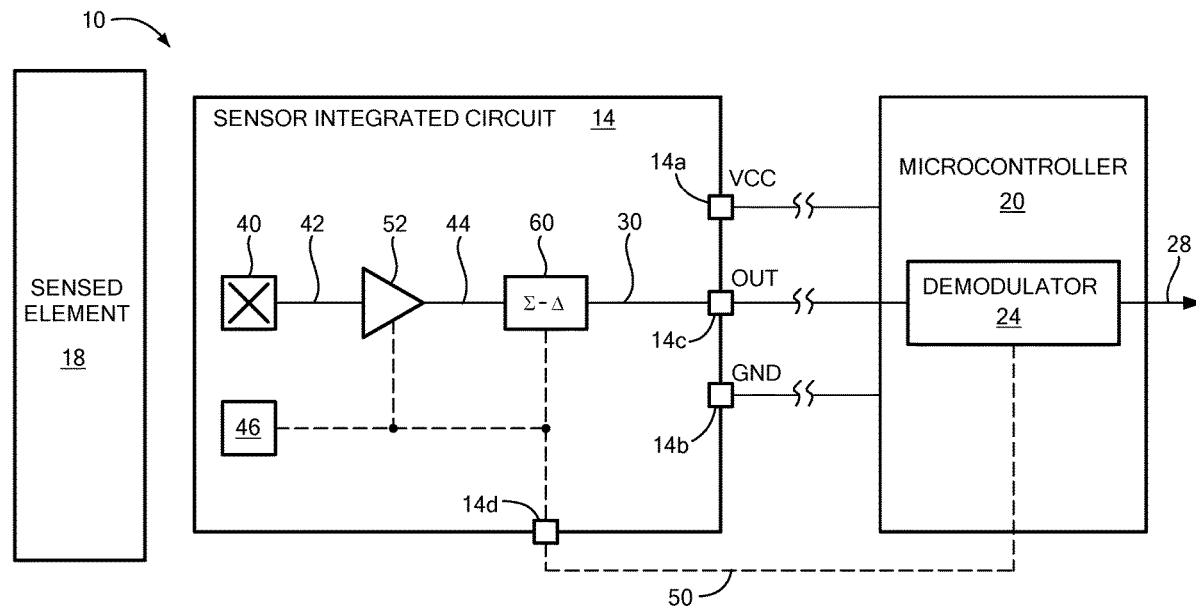 10
SENSOR INTEGRATED CIRCUIT 14
14a
VCC
MICROCONTROLLER
20
40
42
52
44
60
30
OUT
28
SENSED
ELEMENT
18
Σ-Δ
DEMODULATOR
24
14c
GND
46
14b
14d
50